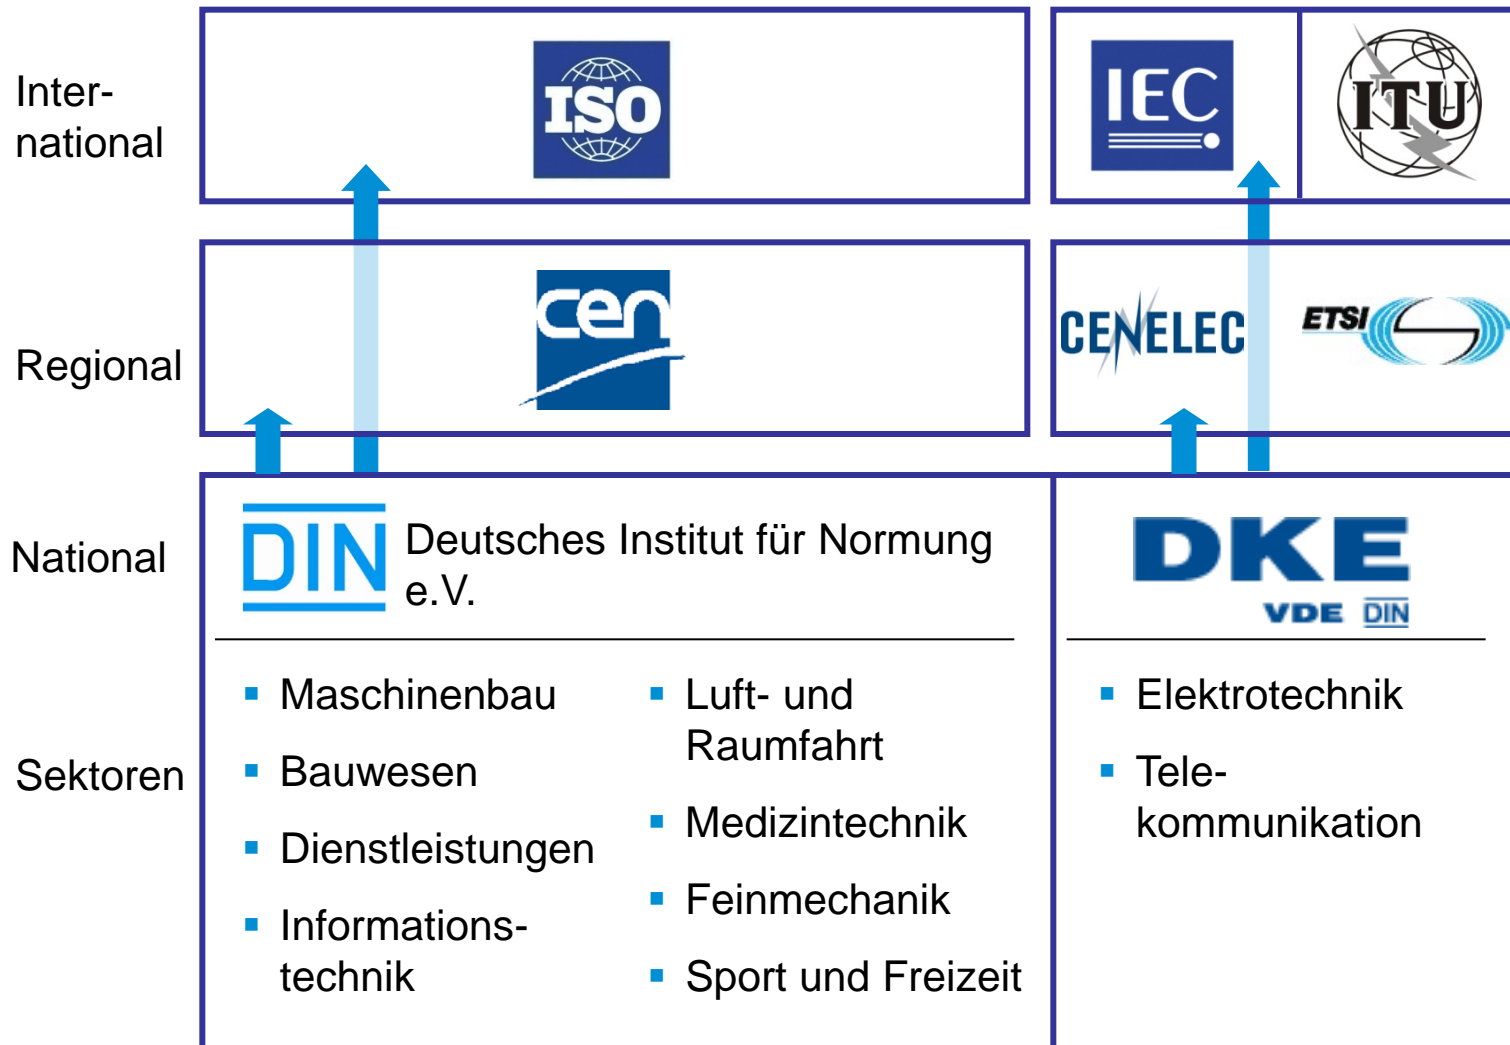 Inter-
national
ISO
IEC
ITU
Regional
cen
CENELEC
ETSI
National
DIN
Deutsches Institut für Normung
e.V.
DKE
VDE DIN
Sektoren
Maschinenbau
Bauwesen
Dienstleistungen
Informations-
technik
Luft- und
Raumfahrt
Medizintechnik
Feinmechanik
Sport und Freizeit
Elektrotechnik
Tele-
kommunikation